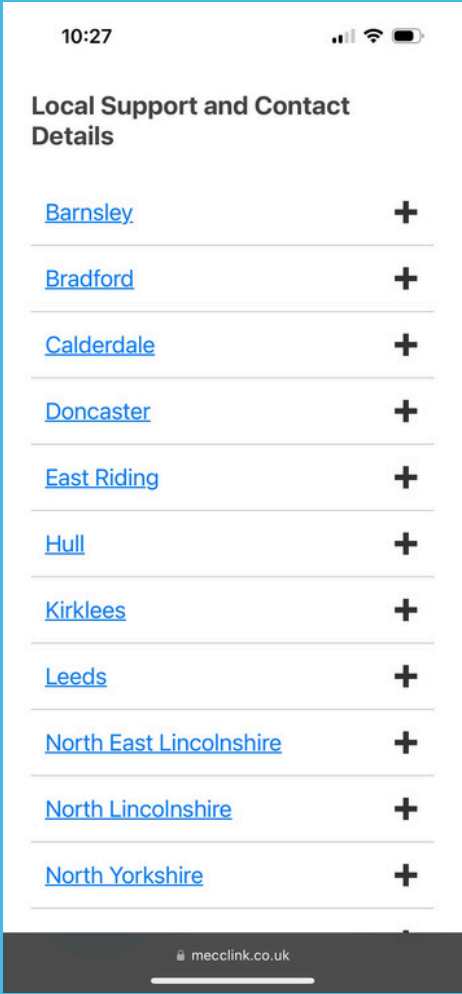 10:27
Local Support and Contact
Details
Barnsley
Bradford
Calderdale
Doncaster
East Riding
Hull
Kirklees
Leeds
North East Lincolnshire
North Lincolnshire
North Yorkshire
mecclink.co.uk